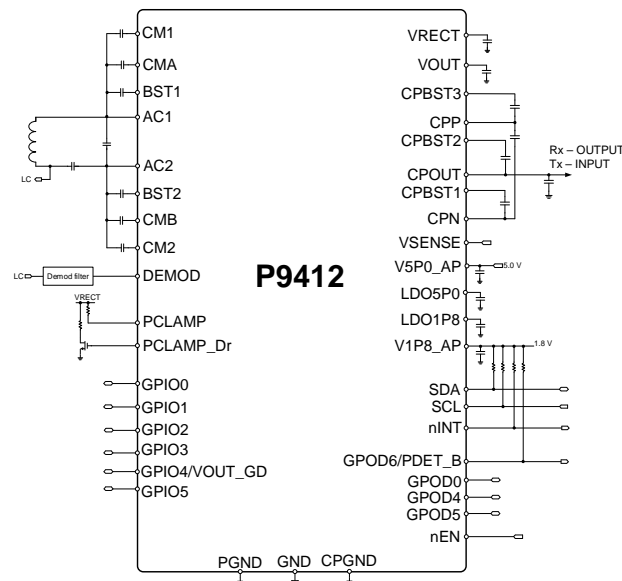 CM1
CMA
BST1
AC1
LC
AC2
BST2
CMB
CM2
LC
Demod filter
DEMOD
VRECT
PCLAMP
PCLAMP_Dr
GPIO0
GPIO1
GPIO2
GPIO3
GPIO4/VOUT_GD
GPIO5
P9412
PGND GND CPGND
VRECT
VOUT
CPBST3
CPP
CPBST2
Rx – OUTPUT
Tx – INPUT
CPOUT
CPBST1
CPN
VSENSE
V5P0_AP
5.0 V
LDO5P0
LDO1P8
V1P8_AP
1.8 V
SDA
SCL
nINT
GPOD6/PDET_B
GPOD0
GPOD4
GPOD5
nEN